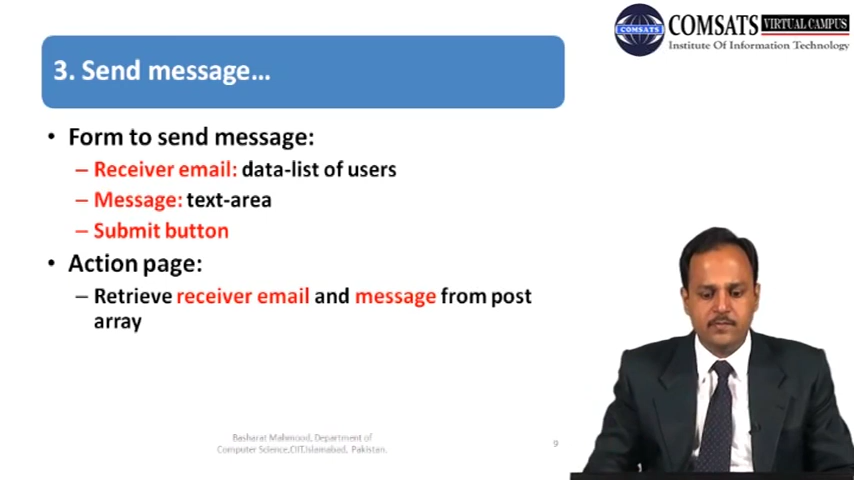 COMSATS VIRTUAL CAMPUS
COMSATS
Institute Of Information Technology
3. Send message...
• Form to send message:
– Receiver email: data-list of users
– Message: text-area
– Submit button
• Action page:
– Retrieve receiver email and message from post
array
Basharat Mahmood, Department of
Computer Science,CIIT,Islamabad, Pakistan.
9